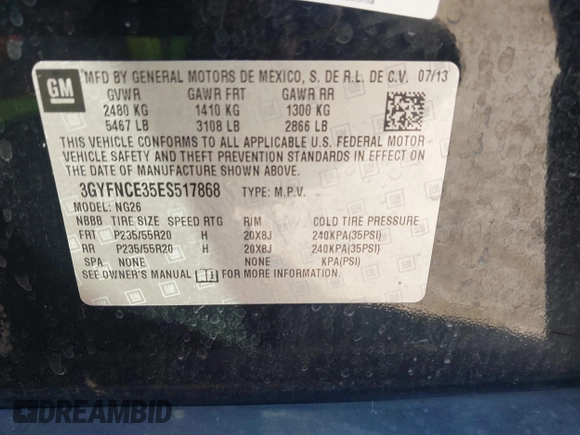 GM
MFD BY GENERAL MOTORS DE MEXICO, S. DE R.L. DE C.V. 07/13
GVWR GAWR FRT GAWR RR
2480 KG 1410 KG 1300 KG
5467 LB 3108 LB 2866 LB
THIS VEHICLE CONFORMS TO ALL APPLICABLE U.S. FEDERAL MOTOR
VEHICLE SAFETY AND THEFT PREVENTION STANDARDS IN EFFECT ON
THE DATE OF MANUFACTURE SHOWN ABOVE.
3GYFNCE35ES517868 TYPE: M.P.V.
MODEL: NG26
NBBB TIRE SIZE SPEED RTG RIM COLD TIRE PRESSURE
FRT P235/55R20 H 20X8J 240KPA(35PSI)
RR P235/55R20 H 20X8J 240KPA(35PSI)
SPA NONE NONE KPA(PSI)
SEE OWNER'S MANUAL FOR MORE INFORMATION.
DREAMBID